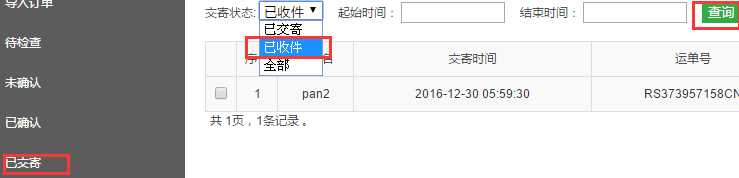 导入订单
待检查
未确认
已确认
已交寄
交寄状态: 已收件 起始时间： 结束时间： 查询
已交寄
已收件
全部
交寄时间 运单号
1 pan2 2016-12-30 05:59:30 RS373957158CN
共 1页，1条记录 。